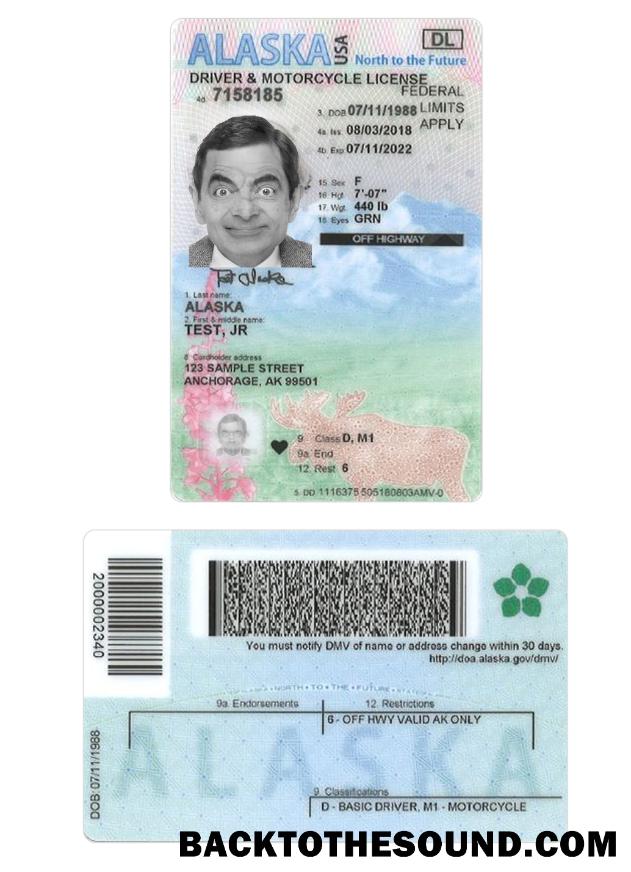 ALASKA USA DL
North to the Future
DRIVER & MOTORCYCLE LICENSE
4d. 7158185
FEDERAL
LIMITS
APPLY
3. DOB 07/11/1988
4a. Iss. 08/03/2018
4b. Exp 07/11/2022
15. Sex F
16. Hgt. 7'-07"
17. Wgt. 440 lb
18. Eyes GRN
OFF HIGHWAY
Test Alaska
1. Last name:
ALASKA
2. First & middle name:
TEST, JR
8. Cardholder address
123 SAMPLE STREET
ANCHORAGE, AK 99501
9. Class D, M1
9a. End
12. Rest 6
5. DD 1116375 505180803AMV-0
2000002340
You must notify DMV of name or address change within 30 days.
http://doa.alaska.gov/dmv/
NORTH • TO • THE • FUTURE
9a. Endorsements
12. Restrictions
6 - OFF HWY VALID AK ONLY
ALASKA
9. Classifications
D - BASIC DRIVER, M1 - MOTORCYCLE
DOB: 07/11/1988
BACKTOTHESOUND.COM